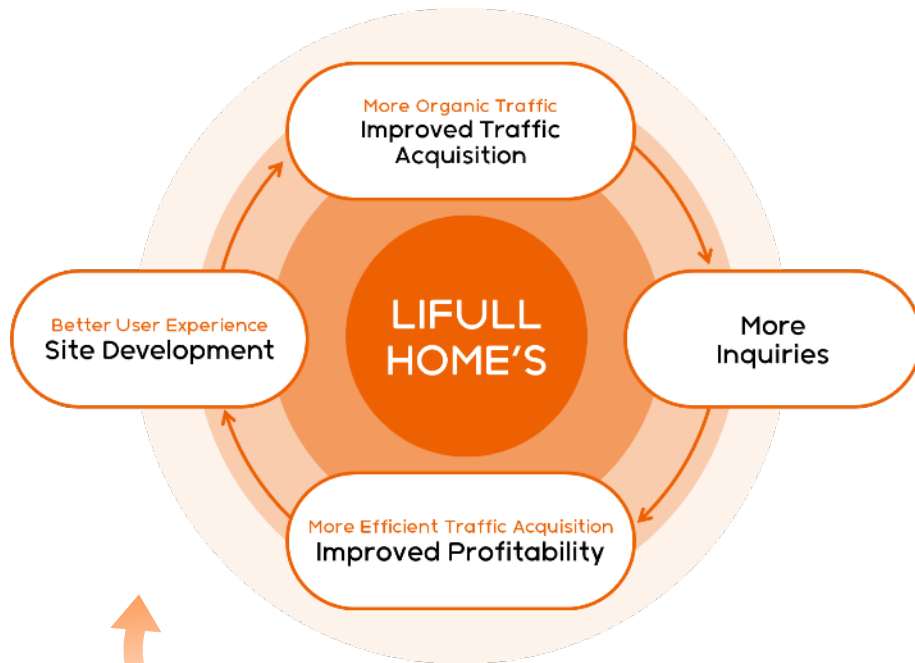 More Organic Traffic
Improved Traffic
Acquisition
Better User Experience
Site Development
LIFULL
HOME'S
More
Inquiries
More Efficient Traffic Acquisition
Improved Profitability